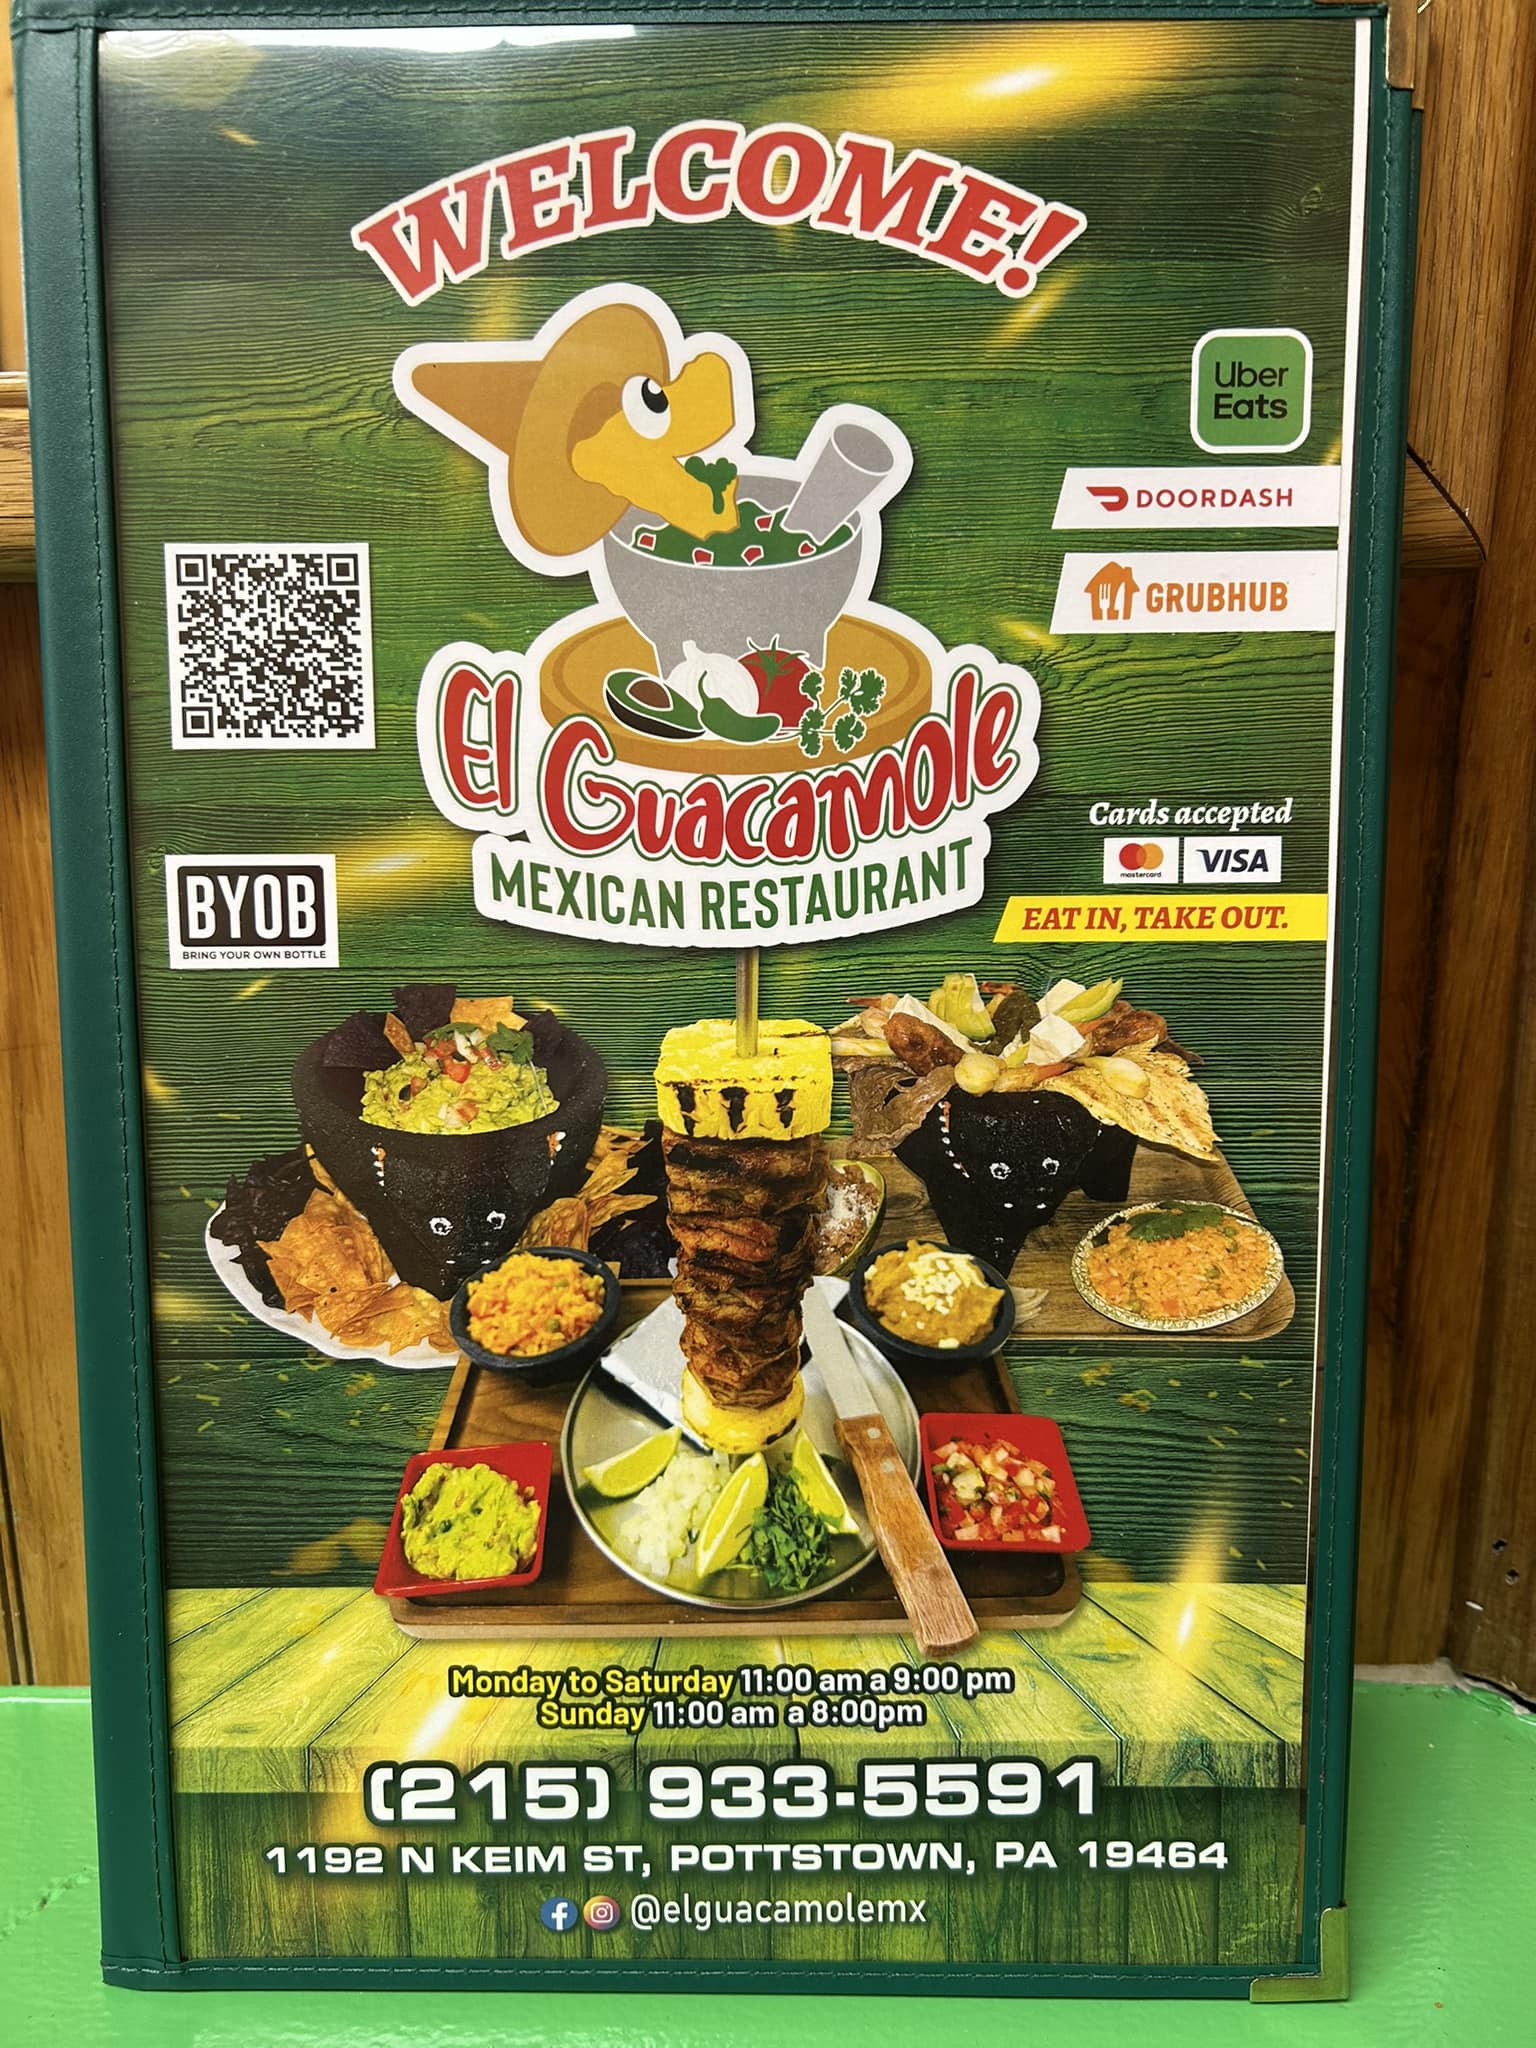 WELCOME!
Uber
Eats
DOORDASH
GRUBHUB
El Guacamole
MEXICAN RESTAURANT
Cards accepted
mastercard
VISA
BYOB
BRING YOUR OWN BOTTLE
EAT IN, TAKE OUT.
Monday to Saturday 11:00 am a 9:00 pm
Sunday 11:00 am a 8:00pm
(215) 933-5591
1192 N KEIM ST, POTTSTOWN, PA 19464
@elguacamolemx